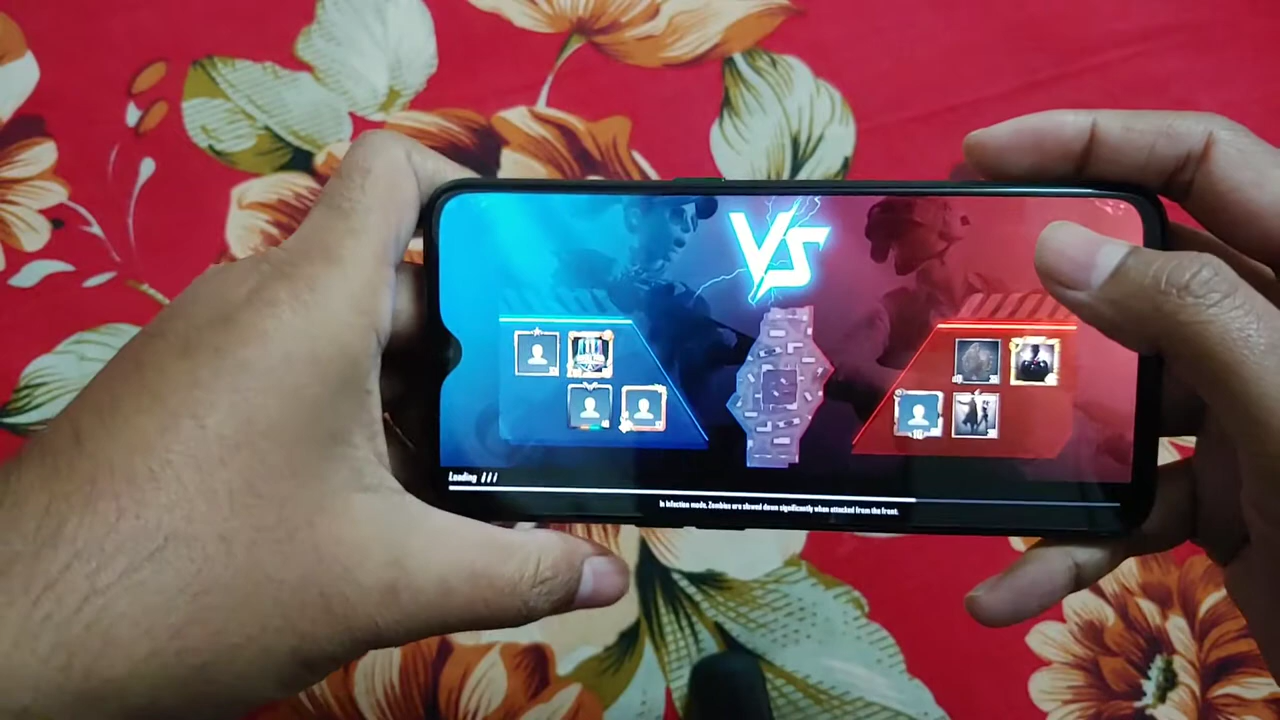 VS
Loading ///
In Infection mode, Zombies are slowed down significantly when attacked from the front.